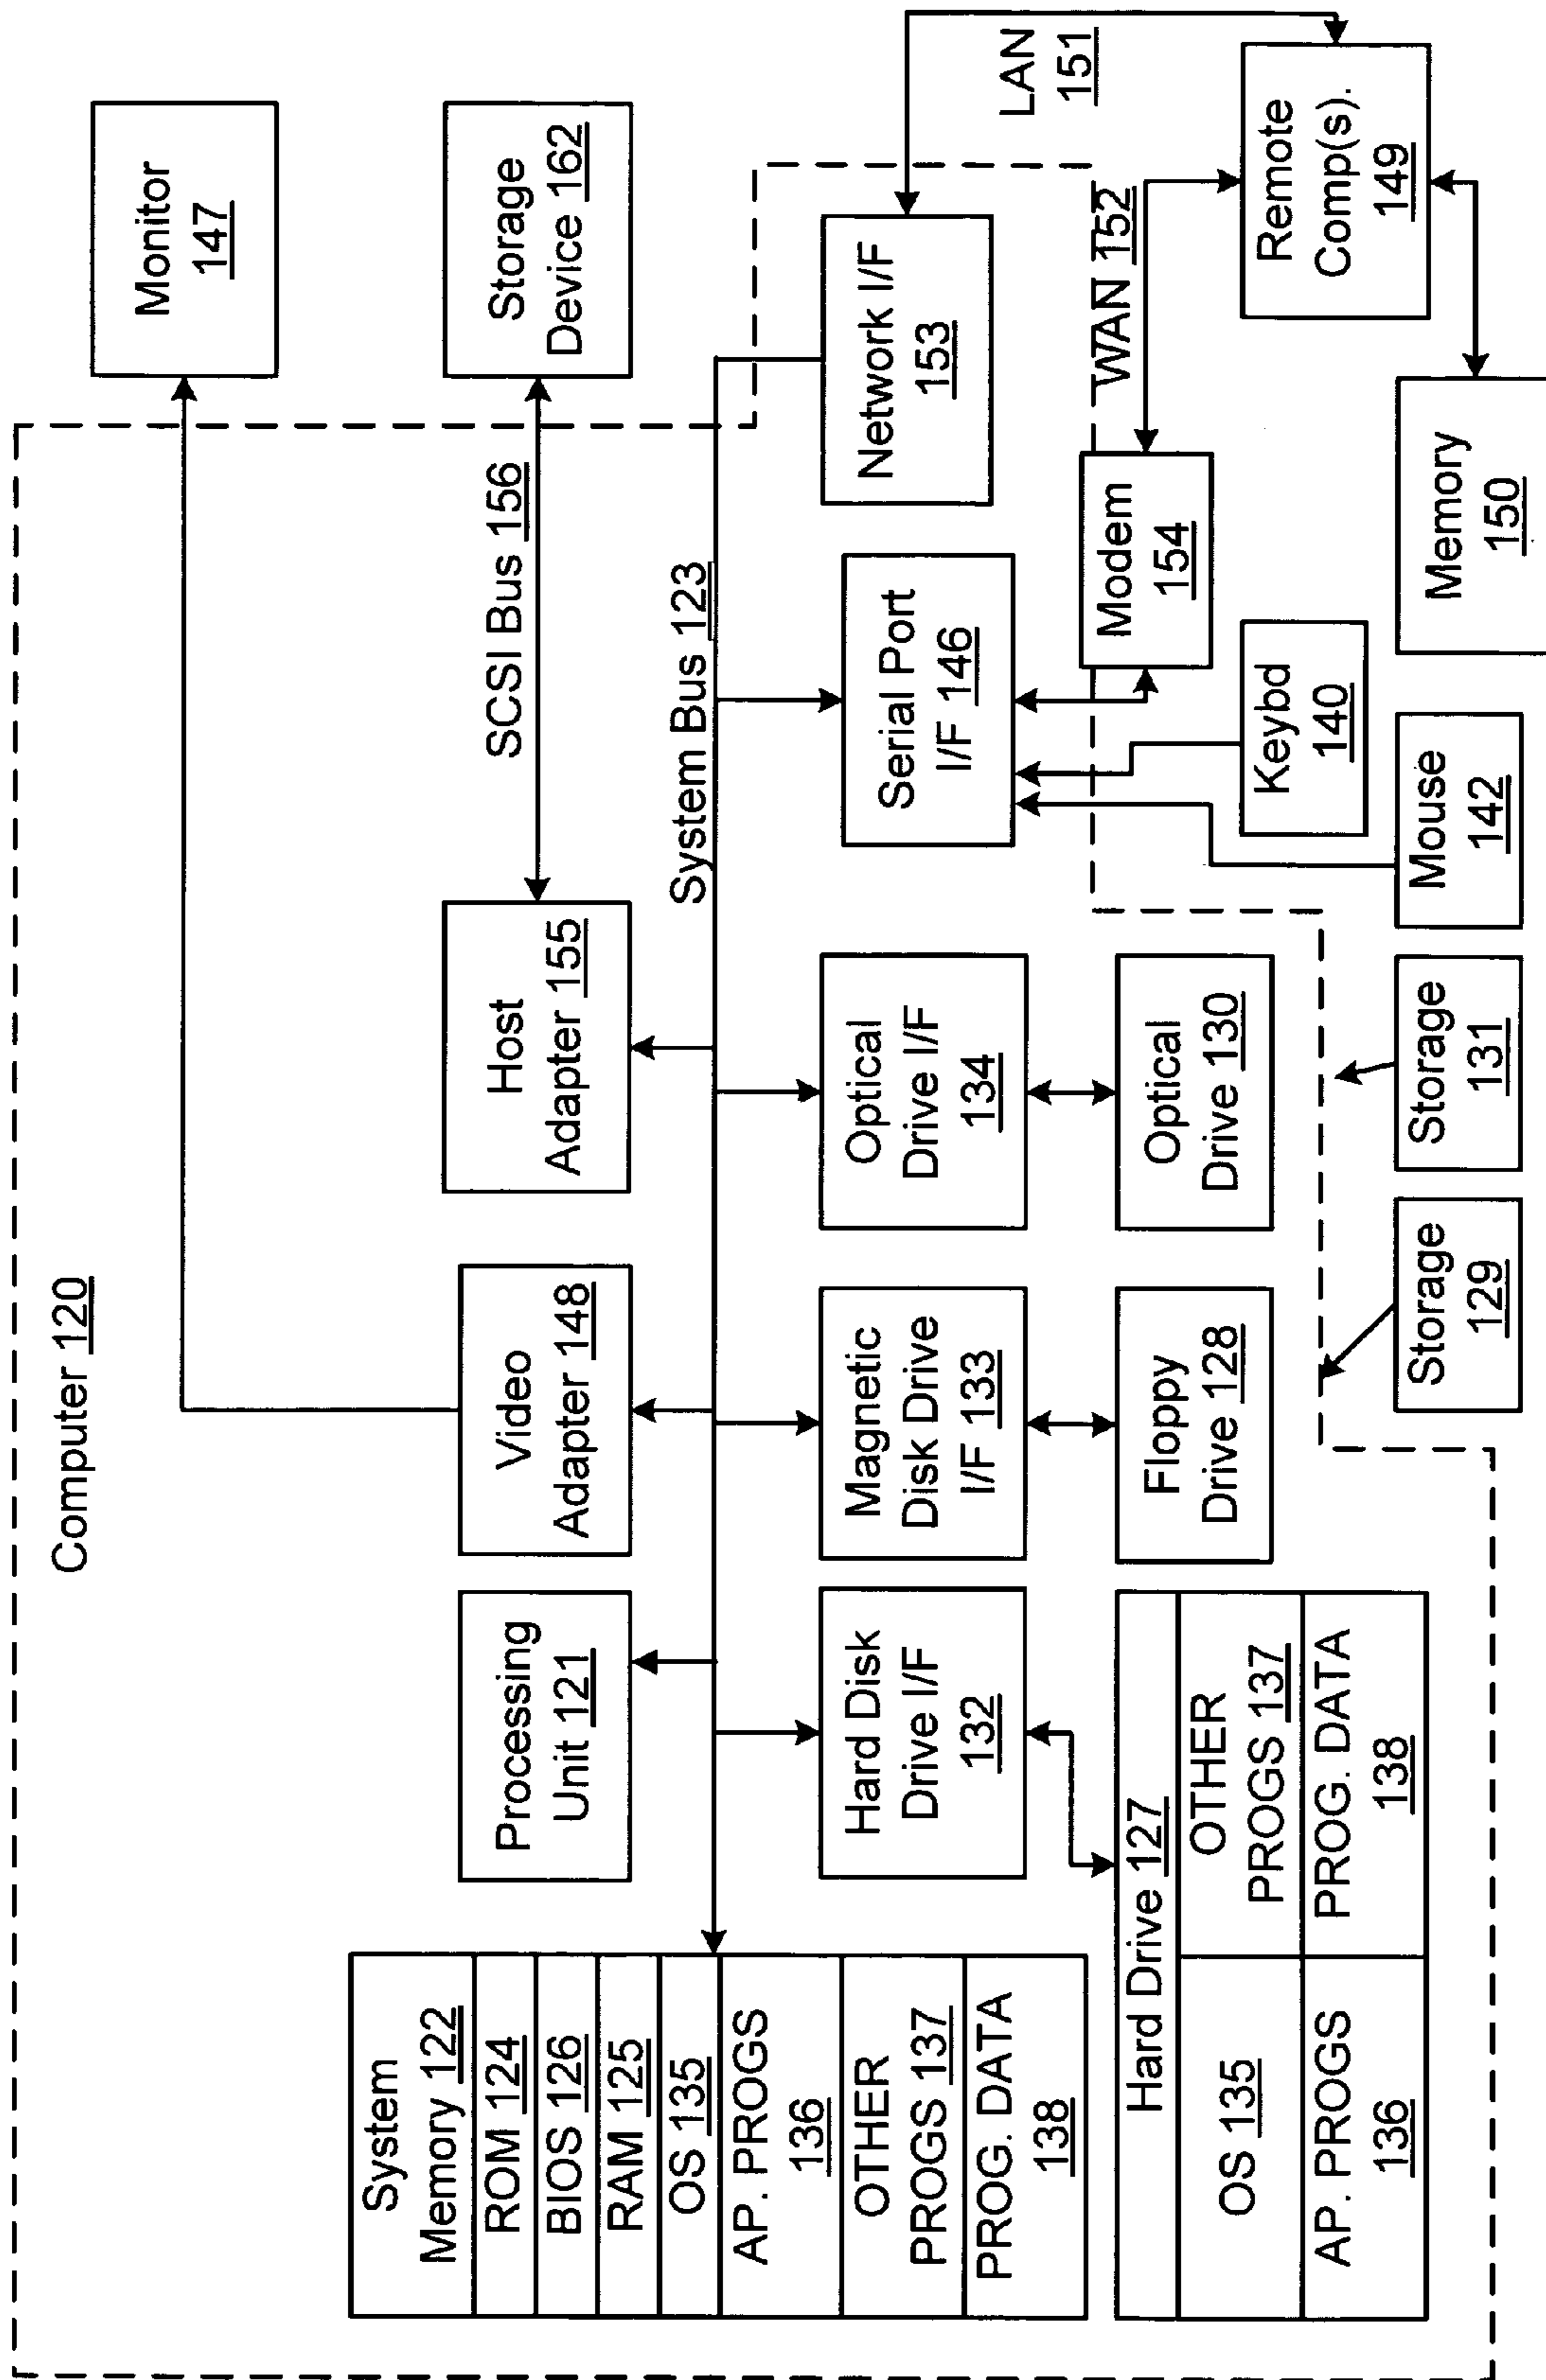 Computer 120
Monitor
147
Storage
Device 162
SCSI Bus 156
Host
Adapter 155
Video
Adapter 148
Processing
Unit 121
System
Memory 122
ROM 124
BIOS 126
RAM 125
OS 135
AP. PROGS
136
OTHER
PROGS 137
PROG. DATA
138
System Bus 123
Hard Disk
Drive I/F
132
Magnetic
Disk Drive
I/F 133
Optical
Drive I/F
134
Serial Port
I/F 146
Network I/F
153
LAN
151
Hard Drive 127
OS 135
OTHER
PROGS 137
AP. PROGS
136
PROG. DATA
138
Floppy
Drive 128
Optical
Drive 130
Modem
154
WAN 152
Keybd
140
Remote
Comp(s).
149
Storage
129
Storage
131
Mouse
142
Memory
150